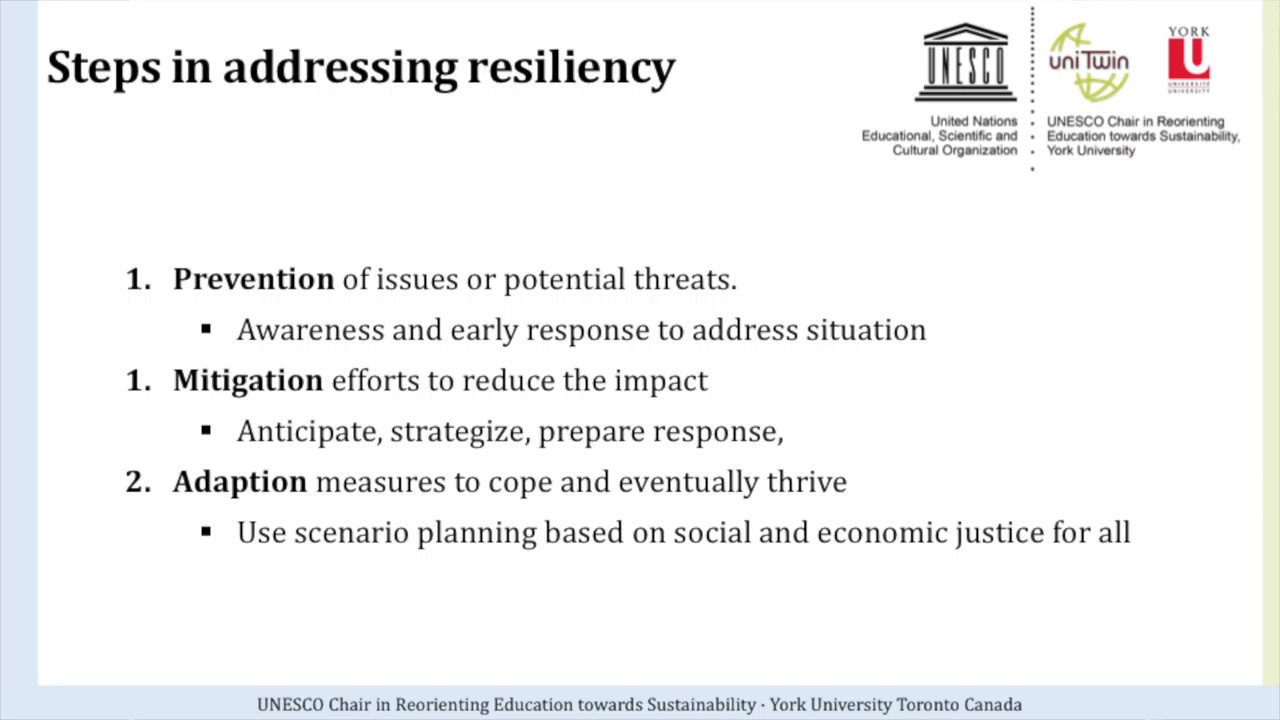 Steps in addressing resiliency
UNESCO
uniTwin
YORK
U
UNIVERSITÉ
UNIVERSITY
United Nations
Educational, Scientific and
Cultural Organization
UNESCO Chair in Reorienting
Education towards Sustainability,
York University
1. Prevention of issues or potential threats.
▪ Awareness and early response to address situation
1. Mitigation efforts to reduce the impact
▪ Anticipate, strategize, prepare response,
2. Adaption measures to cope and eventually thrive
▪ Use scenario planning based on social and economic justice for all
UNESCO Chair in Reorienting Education towards Sustainability · York University Toronto Canada